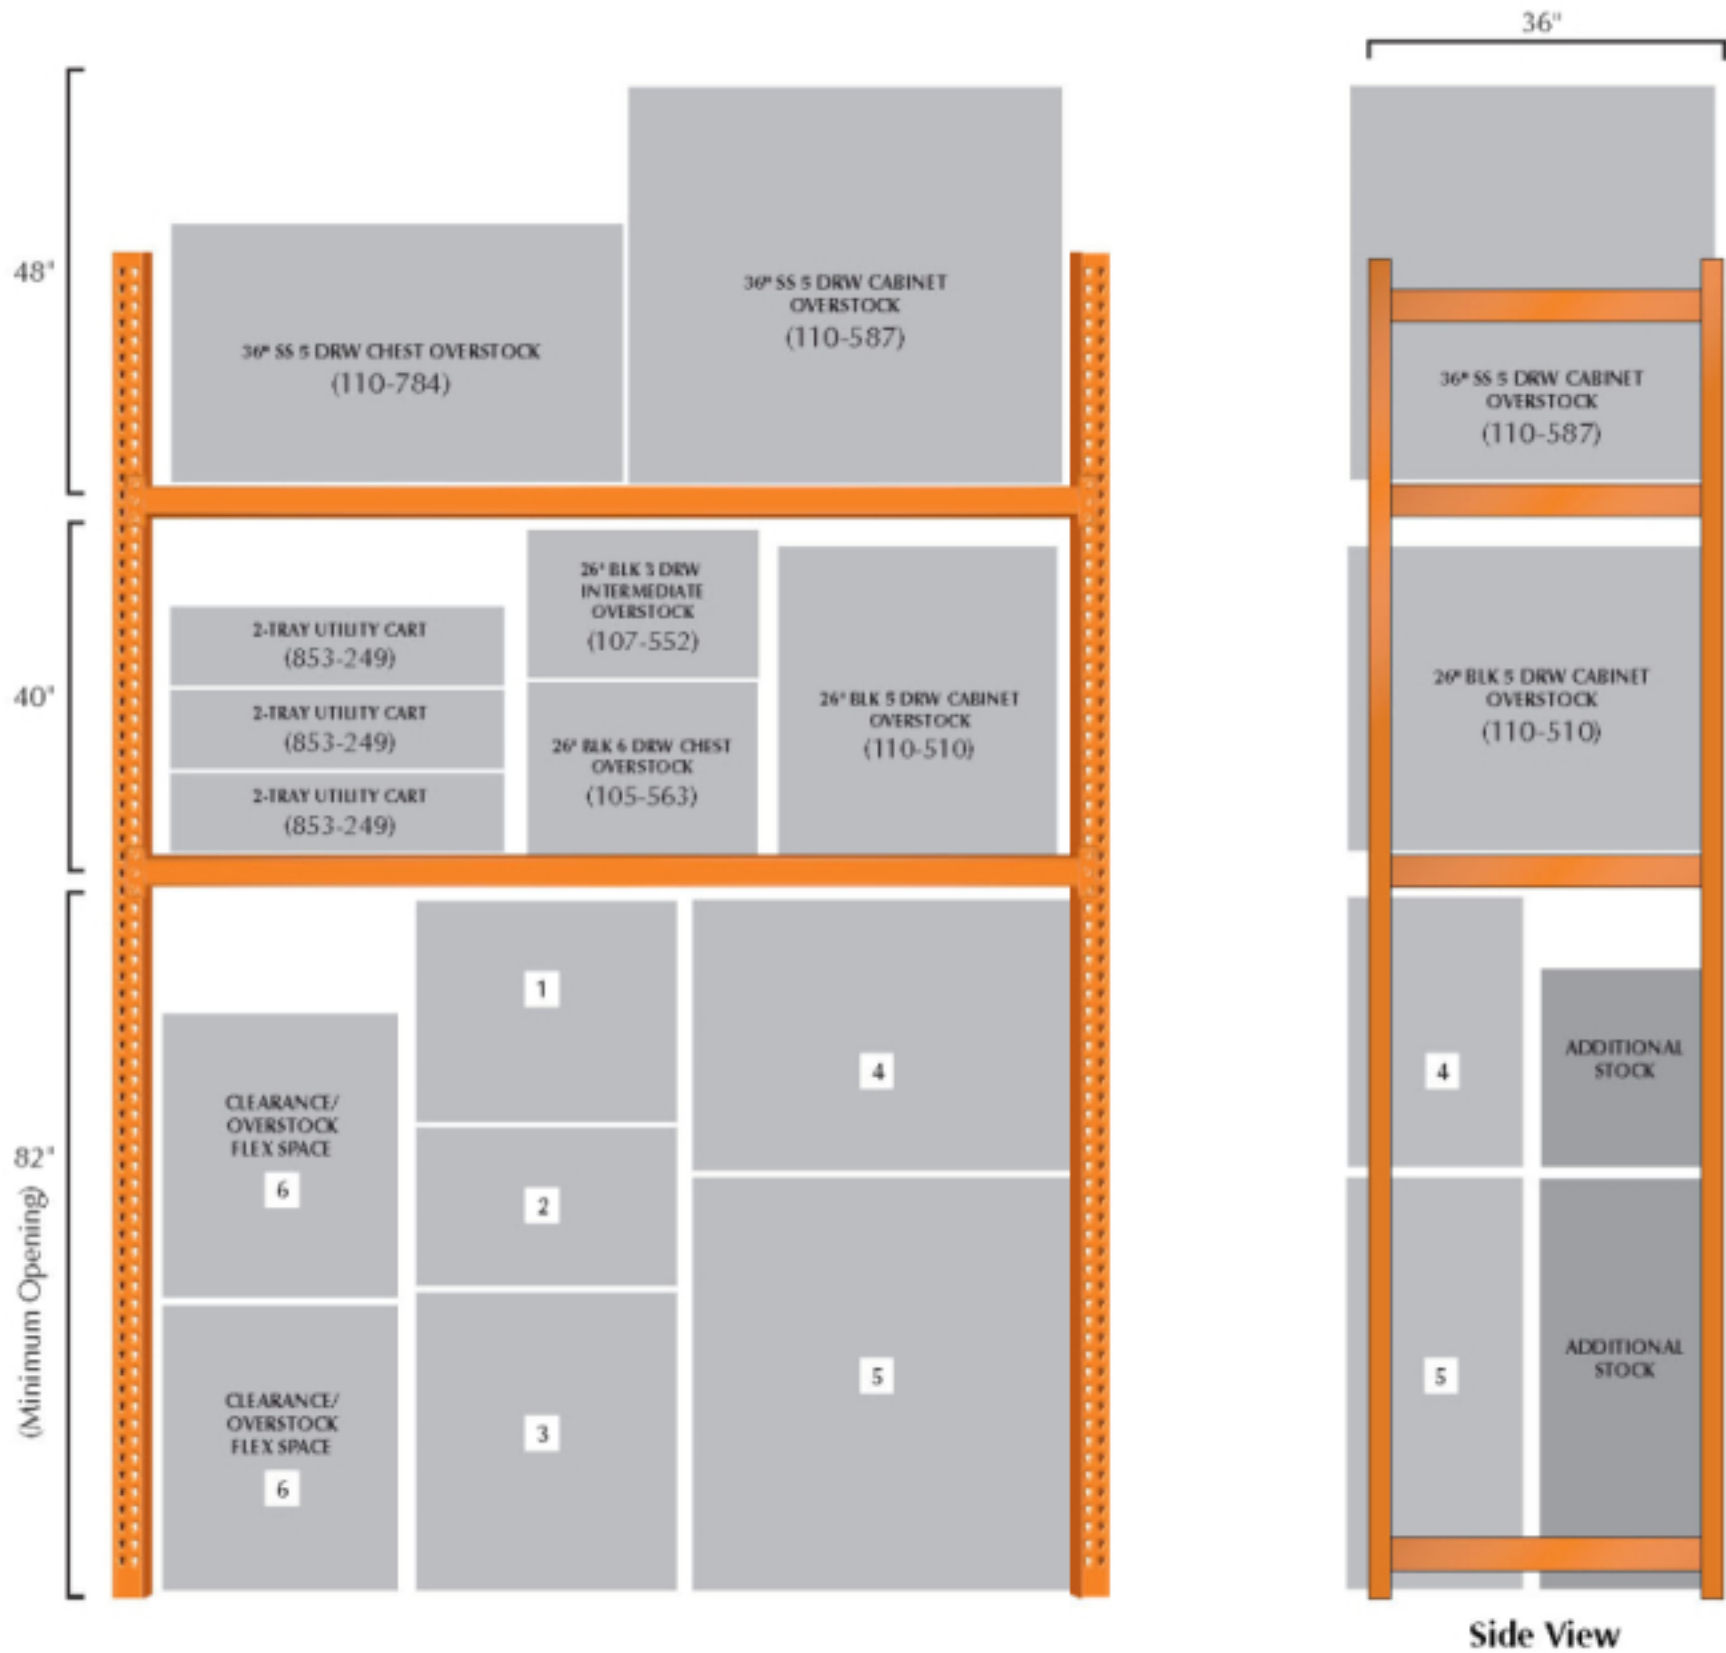 36"
48"
36" SS 5 DRW CABINET
OVERSTOCK
(110-587)
36" SS 5 DRW CHEST OVERSTOCK
(110-784)
36" SS 5 DRW CABINET
OVERSTOCK
(110-587)
40"
2-TRAY UTILITY CART
(853-249)
2-TRAY UTILITY CART
(853-249)
2-TRAY UTILITY CART
(853-249)
26" BLK 3 DRW
INTERMEDIATE
OVERSTOCK
(107-552)
26" BLK 6 DRW CHEST
OVERSTOCK
(105-563)
26" BLK 5 DRW CABINET
OVERSTOCK
(110-510)
26" BLK 5 DRW CABINET
OVERSTOCK
(110-510)
82"
(Minimum Opening)
CLEARANCE/
OVERSTOCK
FLEX SPACE
6
CLEARANCE/
OVERSTOCK
FLEX SPACE
6
1
2
3
4
5
4
ADDITIONAL
STOCK
5
ADDITIONAL
STOCK
Side View